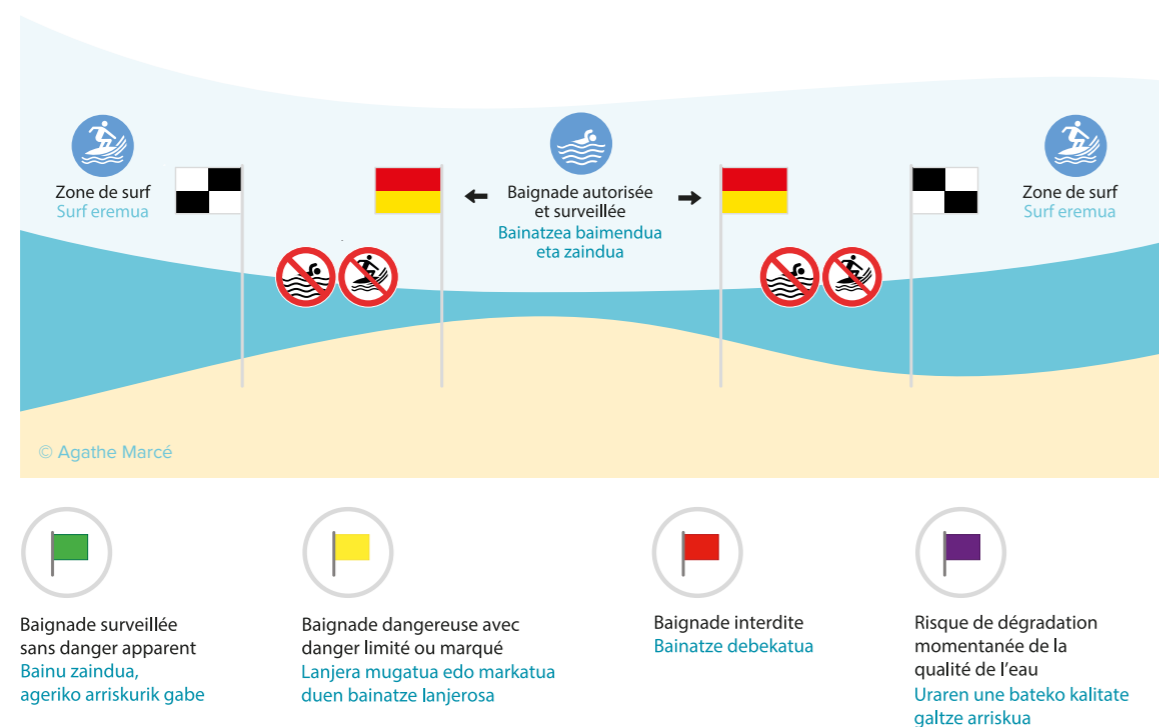 Zone de surf
Surf eremua
Baignade autorisée
et surveillée
Bainatzea baimendua
eta zaindua
Zone de surf
Surf eremua
© Agathe Marcé
Baignade surveillée
sans danger apparent
Bainu zaindua,
ageriko arriskurik gabe
Baignade dangereuse avec
danger limité ou marqué
Lanjera mugatua edo markatua
duen bainatze lanjerosa
Baignade interdite
Bainatze debekatua
Risque de dégradation
momentanée de la
qualité de l'eau
Uraren une bateko kalitate
galtze arriskua